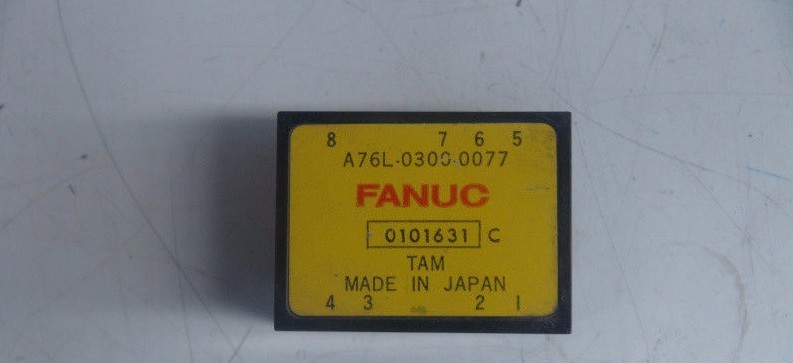 8 7 6 5
A76L-0300-0077
FANUC
0101631 C
TAM
MADE IN JAPAN
4 3 2 1